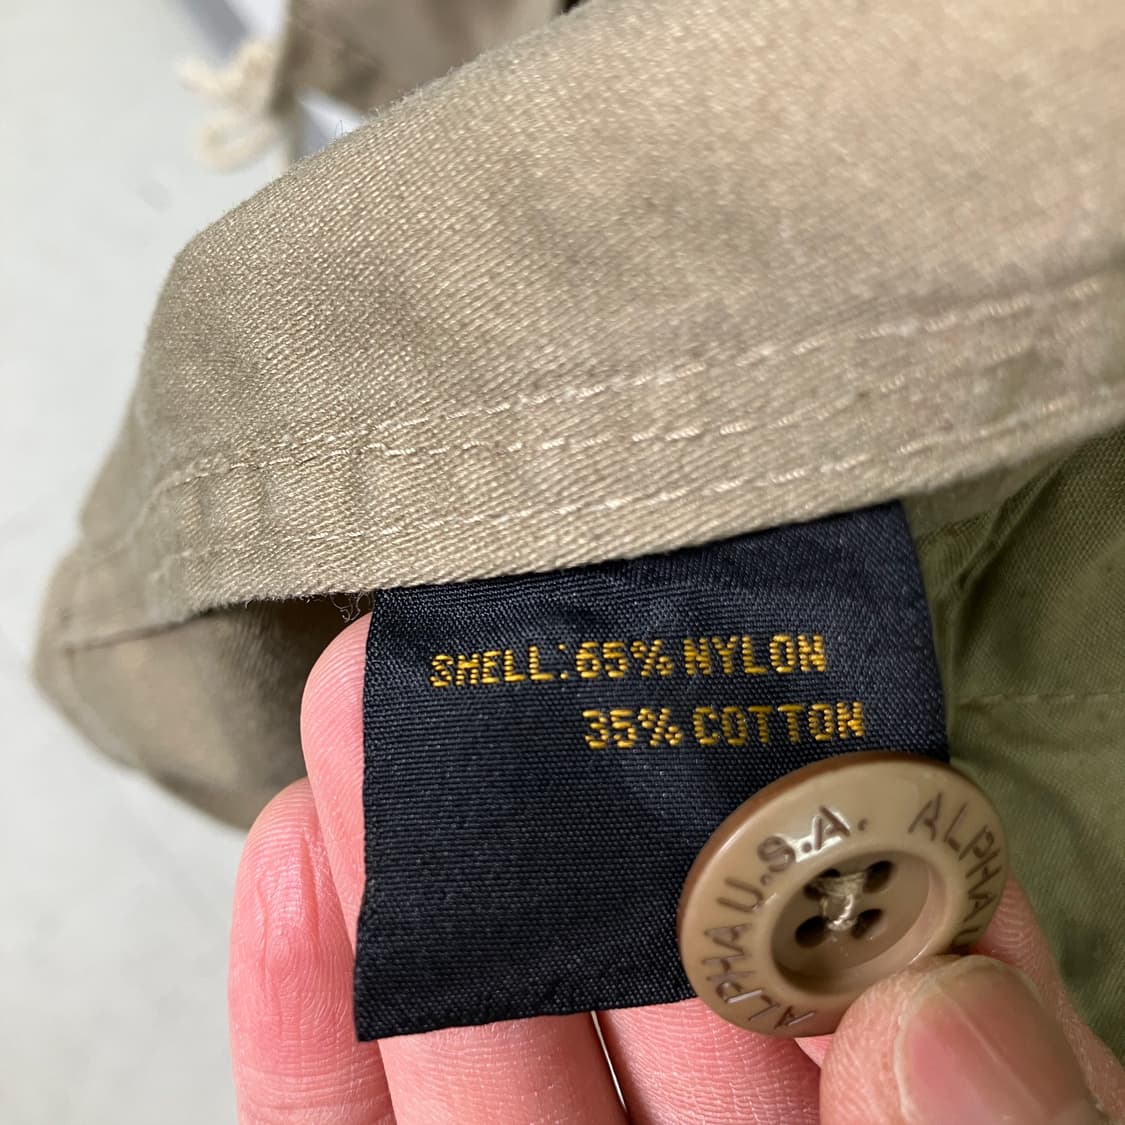 SHELL: 65% NYLON
35% COTTON
ALPHA U.S.A. ALPHA U